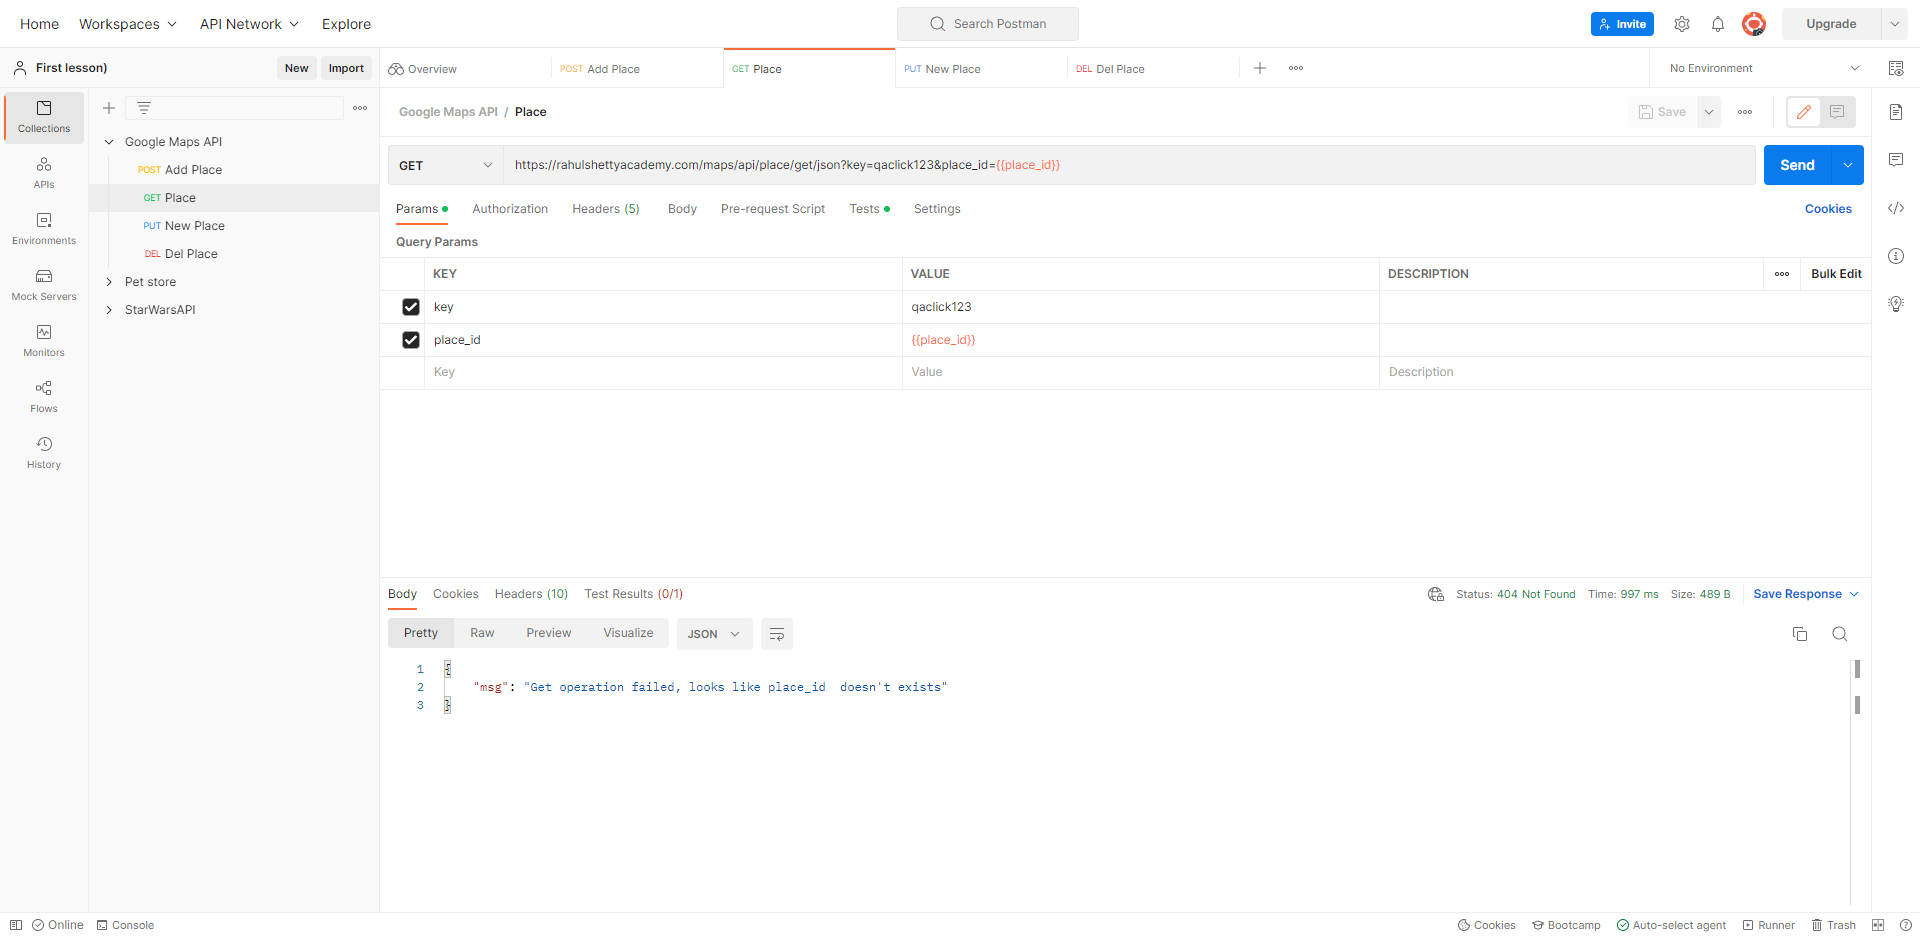 Home Workspaces API Network Explore Search Postman Invite Upgrade
First lesson) New Import Overview POST Add Place GET Place PUT New Place DEL Del Place No Environment
Google Maps API / Place Save
Collections
APIs
Environments
Mock Servers
Monitors
Flows
History
Google Maps API
POST Add Place
GET Place
PUT New Place
DEL Del Place
Pet store
StarWarsAPI
GET https://rahulshettyacademy.com/maps/api/place/get/json?key=qaclick123&place_id={{place_id}} Send
Params Authorization Headers (5) Body Pre-request Script Tests Settings Cookies
Query Params
KEY VALUE DESCRIPTION Bulk Edit
key qaclick123
place_id {{place_id}}
Key Value Description
Body Cookies Headers (10) Test Results (0/1) Status: 404 Not Found Time: 997 ms Size: 489 B Save Response
Pretty Raw Preview Visualize JSON
1 {
2 "msg": "Get operation failed, looks like place_id  doesn't exists"
3 }
Online Console Cookies Bootcamp Auto-select agent Runner Trash